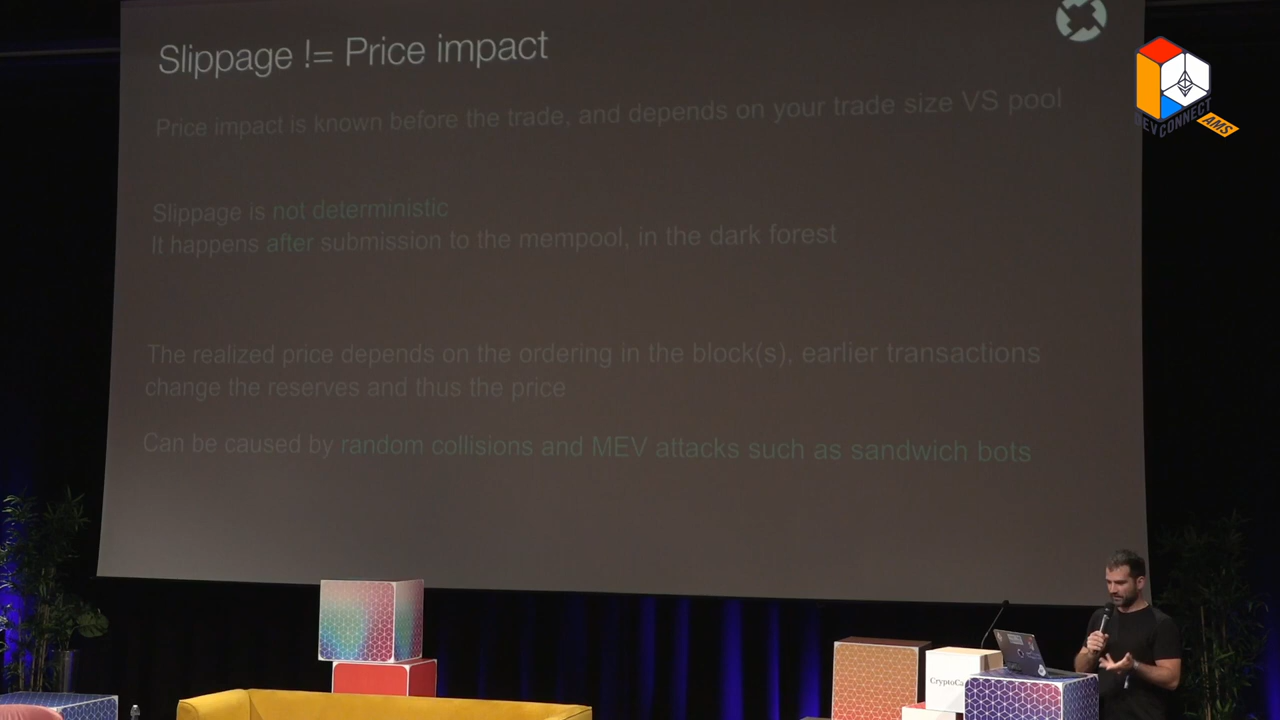 Slippage != Price impact
Price impact is known before the trade, and depends on your trade size VS pool
Slippage is not deterministic
It happens after submission to the mempool, in the dark forest
The realized price depends on the ordering in the block(s), earlier transactions
change the reserves and thus the price
Can be caused by random collisions and MEV attacks such as sandwich bots
DEVCONNECT
AMS
CryptoCa